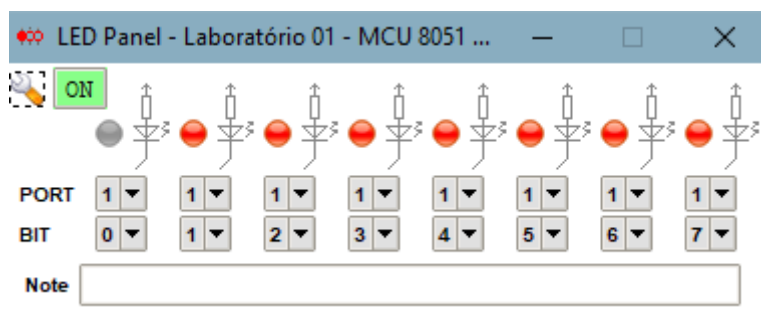 LED Panel - Laboratório 01 - MCU 8051 ...
ON
PORT 1 1 1 1 1 1 1 1
BIT 0 1 2 3 4 5 6 7
Note